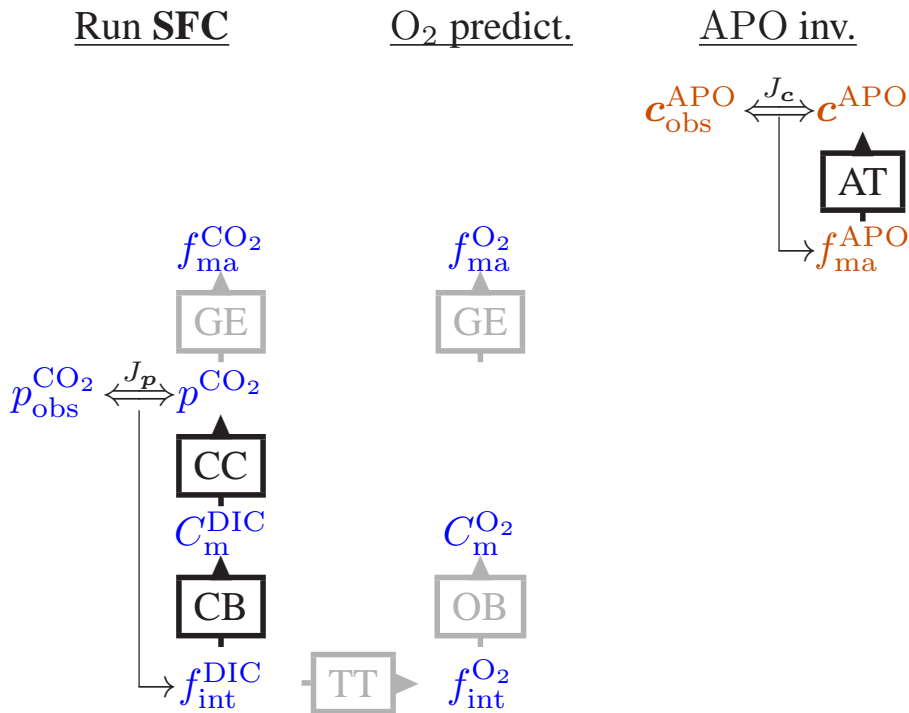 Run SFC O₂ predict. APO inv.
c_obs^APO J_c c^APO
AT
f_ma^CO₂ f_ma^O₂ f_ma^APO
GE GE
p_obs^CO₂ J_p p^CO₂
CC
C_m^DIC C_m^O₂
CB OB
f_int^DIC TT f_int^O₂